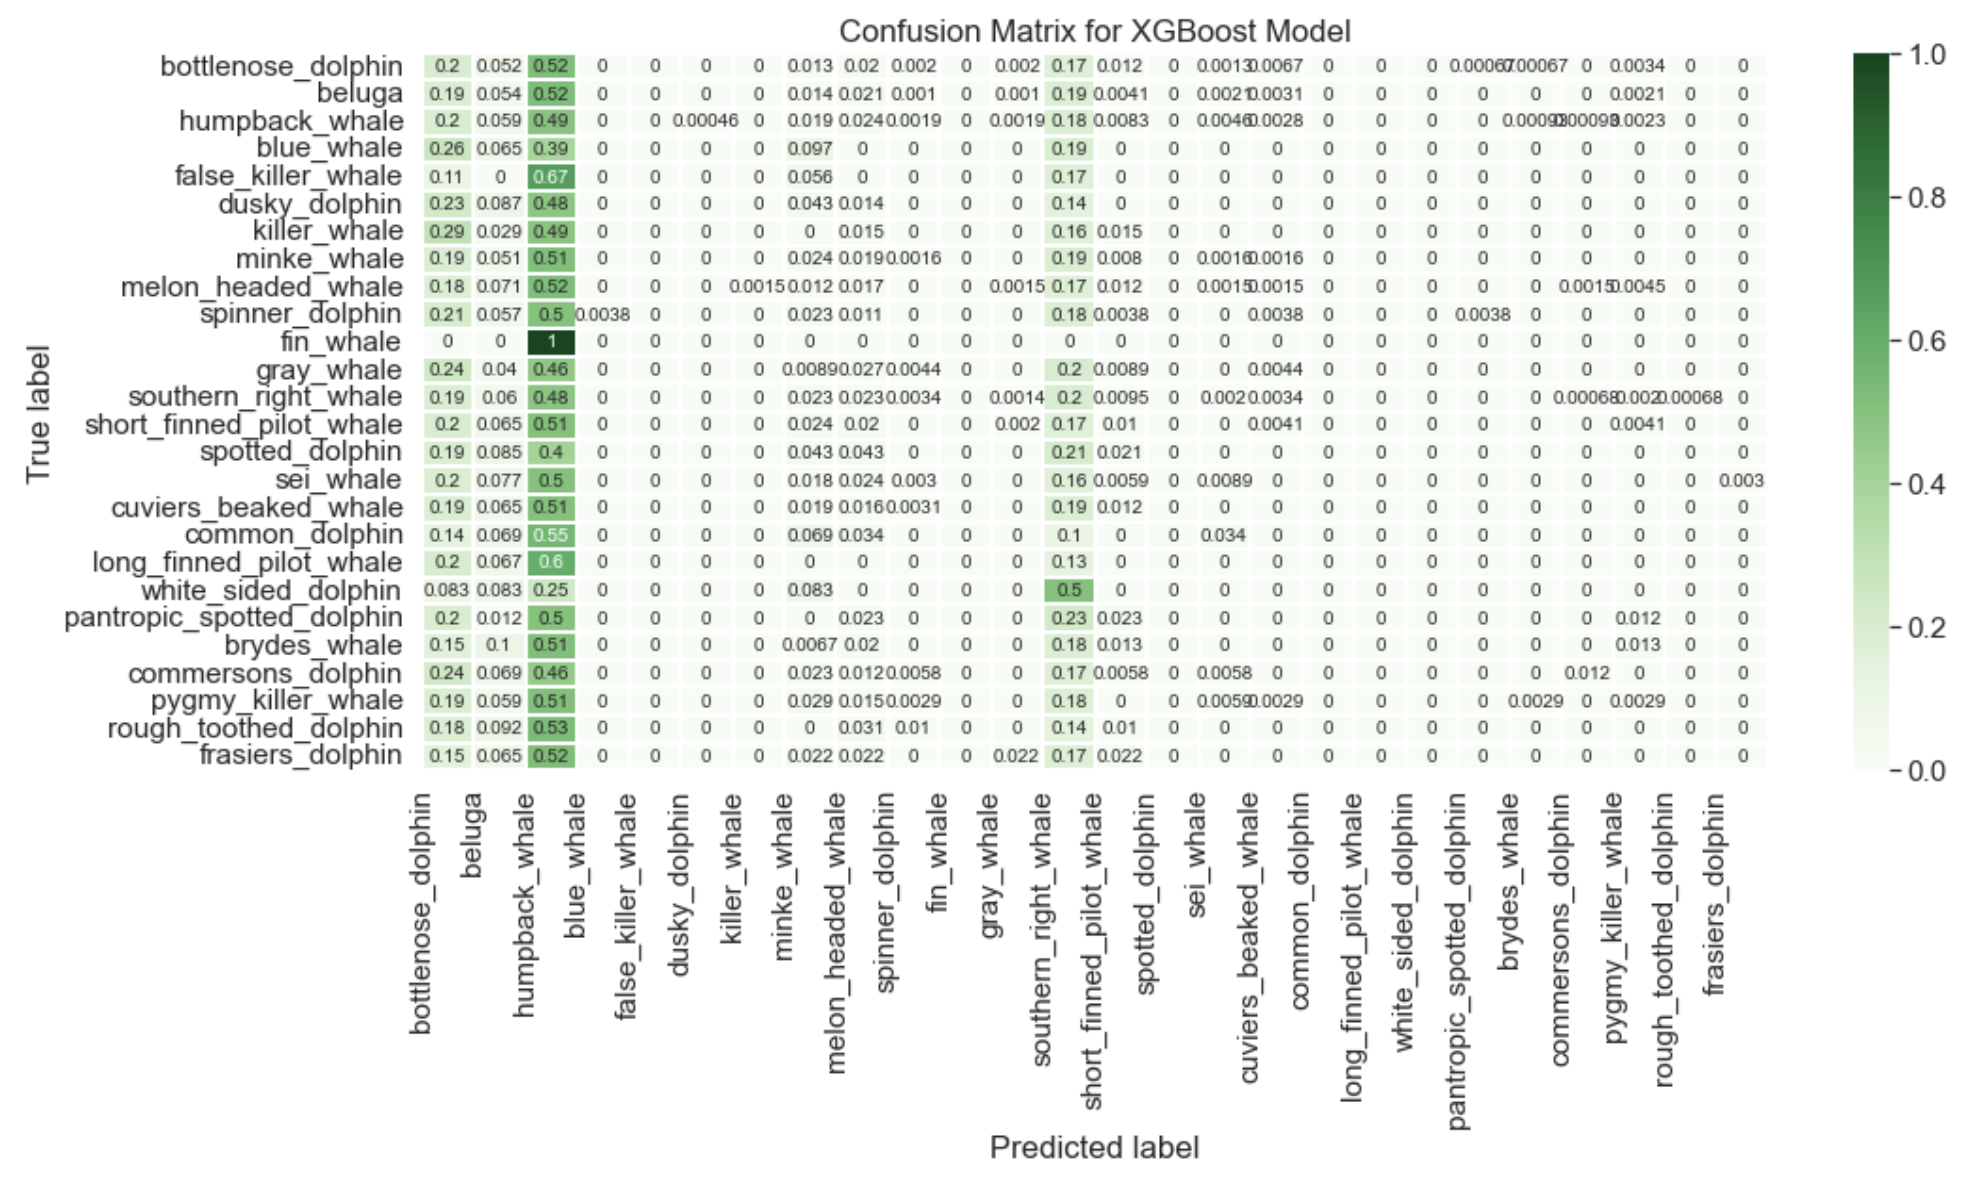 Confusion Matrix for XGBoost Model
bottlenose_dolphin 0.2 0.052 0.52 0 0 0 0 0.013 0.02 0.002 0 0.002 0.17 0.012 0 0.0013 0.0067 0 0 0 0.00067 0.00067 0 0.0034 0 0
beluga 0.19 0.054 0.52 0 0 0 0 0.014 0.021 0.001 0 0.001 0.19 0.0041 0 0.0021 0.0031 0 0 0 0 0 0 0.0021 0 0
humpback_whale 0.2 0.059 0.49 0 0 0.00046 0 0.019 0.024 0.0019 0 0.0019 0.18 0.0083 0 0.0046 0.0028 0 0 0 0 0.00093 0.00093 0.0023 0 0
blue_whale 0.26 0.065 0.39 0 0 0 0 0.097 0 0 0 0 0.19 0 0 0 0 0 0 0 0 0 0 0 0 0
false_killer_whale 0.11 0 0.67 0 0 0 0 0.056 0 0 0 0 0.17 0 0 0 0 0 0 0 0 0 0 0 0 0
dusky_dolphin 0.23 0.087 0.48 0 0 0 0 0.043 0.014 0 0 0 0.14 0 0 0 0 0 0 0 0 0 0 0 0 0
killer_whale 0.29 0.029 0.49 0 0 0 0 0 0.015 0 0 0 0.16 0.015 0 0 0 0 0 0 0 0 0 0 0 0
minke_whale 0.19 0.051 0.51 0 0 0 0 0.024 0.019 0.0016 0 0 0.19 0.008 0 0.0016 0.0016 0 0 0 0 0 0 0 0 0
melon_headed_whale 0.18 0.071 0.52 0 0 0 0.0015 0.012 0.017 0 0 0.0015 0.17 0.012 0 0.0015 0.0015 0 0 0 0 0 0.0015 0.0045 0 0
spinner_dolphin 0.21 0.057 0.5 0.0038 0 0 0 0.023 0.011 0 0 0 0.18 0.0038 0 0 0.0038 0 0 0 0.0038 0 0 0 0 0
fin_whale 0 0 1 0 0 0 0 0 0 0 0 0 0 0 0 0 0 0 0 0 0 0 0 0 0 0
gray_whale 0.24 0.04 0.46 0 0 0 0 0.0089 0.027 0.0044 0 0 0.2 0.0089 0 0 0.0044 0 0 0 0 0 0 0 0 0
southern_right_whale 0.19 0.06 0.48 0 0 0 0 0.023 0.023 0.0034 0 0.0014 0.2 0.0095 0 0.002 0.0034 0 0 0 0 0 0.00068 0.002 0.00068 0
short_finned_pilot_whale 0.2 0.065 0.51 0 0 0 0 0.024 0.02 0 0 0.002 0.17 0.01 0 0 0.0041 0 0 0 0 0 0 0.0041 0 0
spotted_dolphin 0.19 0.085 0.4 0 0 0 0 0.043 0.043 0 0 0 0.21 0.021 0 0 0 0 0 0 0 0 0 0 0 0
sei_whale 0.2 0.077 0.5 0 0 0 0 0.018 0.024 0.003 0 0 0.16 0.0059 0 0.0089 0 0 0 0 0 0 0 0 0 0.003
cuviers_beaked_whale 0.19 0.065 0.51 0 0 0 0 0.019 0.016 0.0031 0 0 0.19 0.012 0 0 0 0 0 0 0 0 0 0 0 0
common_dolphin 0.14 0.069 0.55 0 0 0 0 0.069 0.034 0 0 0 0.1 0 0 0.034 0 0 0 0 0 0 0 0 0 0
long_finned_pilot_whale 0.2 0.067 0.6 0 0 0 0 0 0 0 0 0 0.13 0 0 0 0 0 0 0 0 0 0 0 0 0
white_sided_dolphin 0.083 0.083 0.25 0 0 0 0 0.083 0 0 0 0 0.5 0 0 0 0 0 0 0 0 0 0 0 0 0
pantropic_spotted_dolphin 0.2 0.012 0.5 0 0 0 0 0 0.023 0 0 0 0.23 0.023 0 0 0 0 0 0 0 0 0 0.012 0 0
brydes_whale 0.15 0.1 0.51 0 0 0 0 0.0067 0.02 0 0 0 0.18 0.013 0 0 0 0 0 0 0 0 0 0.013 0 0
commersons_dolphin 0.24 0.069 0.46 0 0 0 0 0.023 0.012 0.0058 0 0 0.17 0.0058 0 0.0058 0 0 0 0 0 0 0.012 0 0 0
pygmy_killer_whale 0.19 0.059 0.51 0 0 0 0 0.029 0.015 0.0029 0 0 0.18 0 0 0.0059 0.0029 0 0 0 0 0.0029 0 0.0029 0 0
rough_toothed_dolphin 0.18 0.092 0.53 0 0 0 0 0 0.031 0.01 0 0 0.14 0.01 0 0 0 0 0 0 0 0 0 0 0 0
frasiers_dolphin 0.15 0.065 0.52 0 0 0 0 0.022 0.022 0 0 0.022 0.17 0.022 0 0 0 0 0 0 0 0 0 0 0 0
True label
bottlenose_dolphin
beluga
humpback_whale
blue_whale
false_killer_whale
dusky_dolphin
killer_whale
minke_whale
melon_headed_whale
spinner_dolphin
fin_whale
gray_whale
southern_right_whale
short_finned_pilot_whale
spotted_dolphin
sei_whale
cuviers_beaked_whale
common_dolphin
long_finned_pilot_whale
white_sided_dolphin
pantropic_spotted_dolphin
brydes_whale
commersons_dolphin
pygmy_killer_whale
rough_toothed_dolphin
frasiers_dolphin
Predicted label
1.0
0.8
0.6
0.4
0.2
0.0